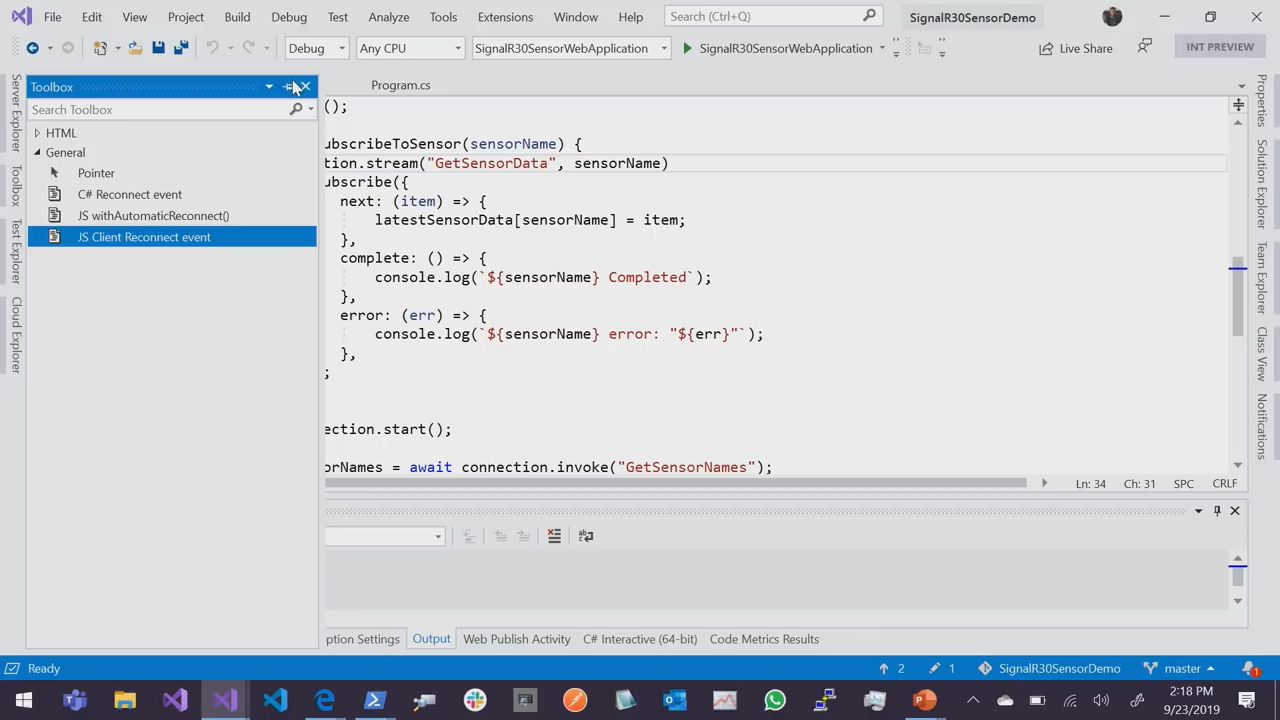 File Edit View Project Build Debug Test Analyze Tools Extensions Window Help Search (Ctrl+Q) SignalR30SensorDemo
Debug Any CPU SignalR30SensorWebApplication SignalR30SensorWebApplication Live Share INT PREVIEW
Server Explorer
Toolbox
Test Explorer
Cloud Explorer
Toolbox
Search Toolbox
HTML
General
Pointer
C# Reconnect event
JS withAutomaticReconnect()
JS Client Reconnect event
Program.cs
();
ubscribeToSensor(sensorName) {
tion.stream("GetSensorData", sensorName)
ubscribe({
next: (item) => {
latestSensorData[sensorName] = item;
},
complete: () => {
console.log(`${sensorName} Completed`);
},
error: (err) => {
console.log(`${sensorName} error: "${err}"`);
},
;
ection.start();
orNames = await connection.invoke("GetSensorNames");
Ln: 34 Ch: 31 SPC CRLF
Properties
Solution Explorer
Team Explorer
Class View
Notifications
ption Settings Output Web Publish Activity C# Interactive (64-bit) Code Metrics Results
Ready 2 1 SignalR30SensorDemo master 1
2:18 PM
9/23/2019